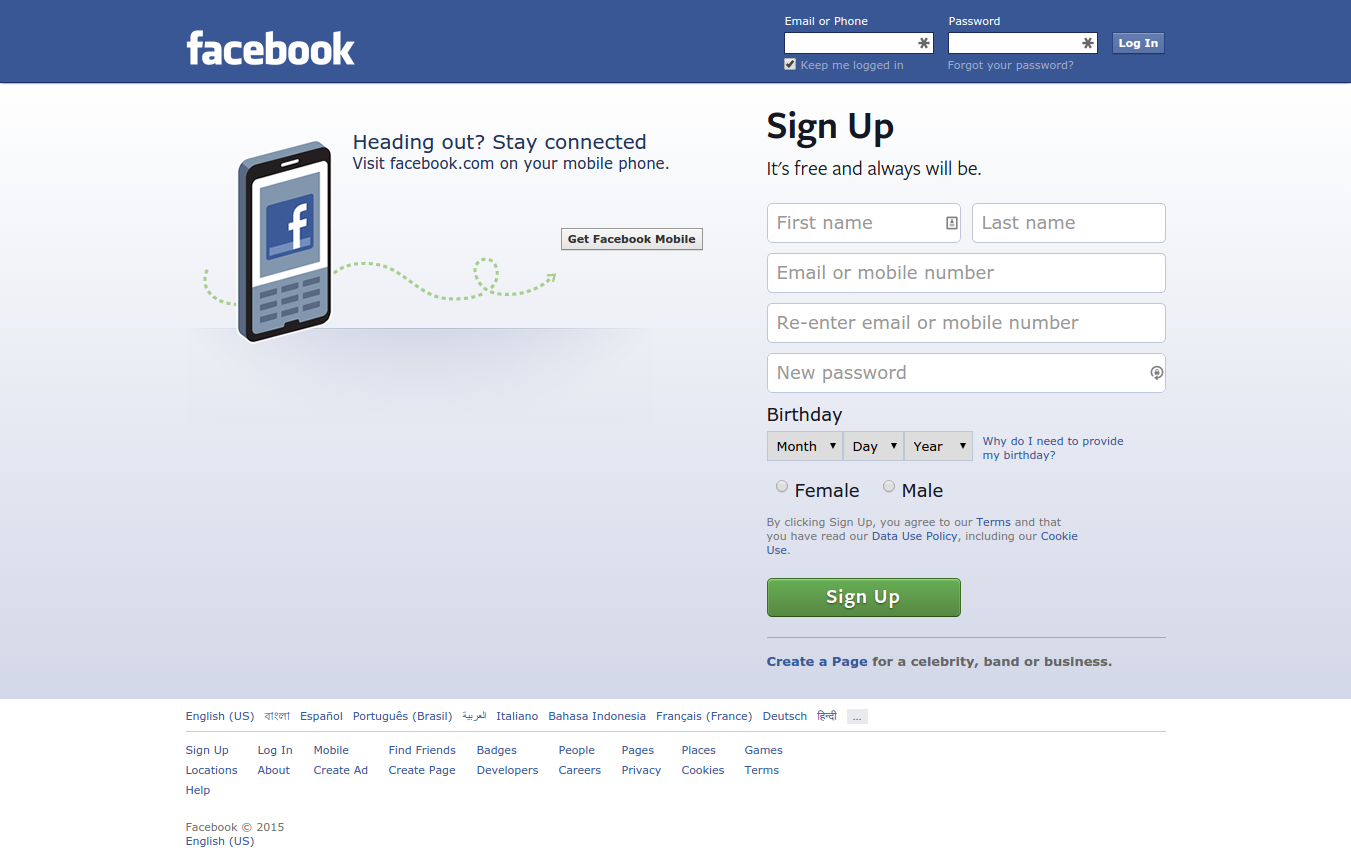 facebook
Email or Phone
Password
Log In
Keep me logged in
Forgot your password?
Heading out? Stay connected
Visit facebook.com on your mobile phone.
f
Get Facebook Mobile
Sign Up
It's free and always will be.
First name
Last name
Email or mobile number
Re-enter email or mobile number
New password
Birthday
Month
Day
Year
Why do I need to provide
my birthday?
Female
Male
By clicking Sign Up, you agree to our Terms and that
you have read our Data Use Policy, including our Cookie
Use.
Sign Up
Create a Page for a celebrity, band or business.
English (US) বাংলা Español Português (Brasil) العربية Italiano Bahasa Indonesia Français (France) Deutsch हिन्दी ...
Sign Up Log In Mobile Find Friends Badges People Pages Places Games
Locations About Create Ad Create Page Developers Careers Privacy Cookies Terms
Help
Facebook © 2015
English (US)